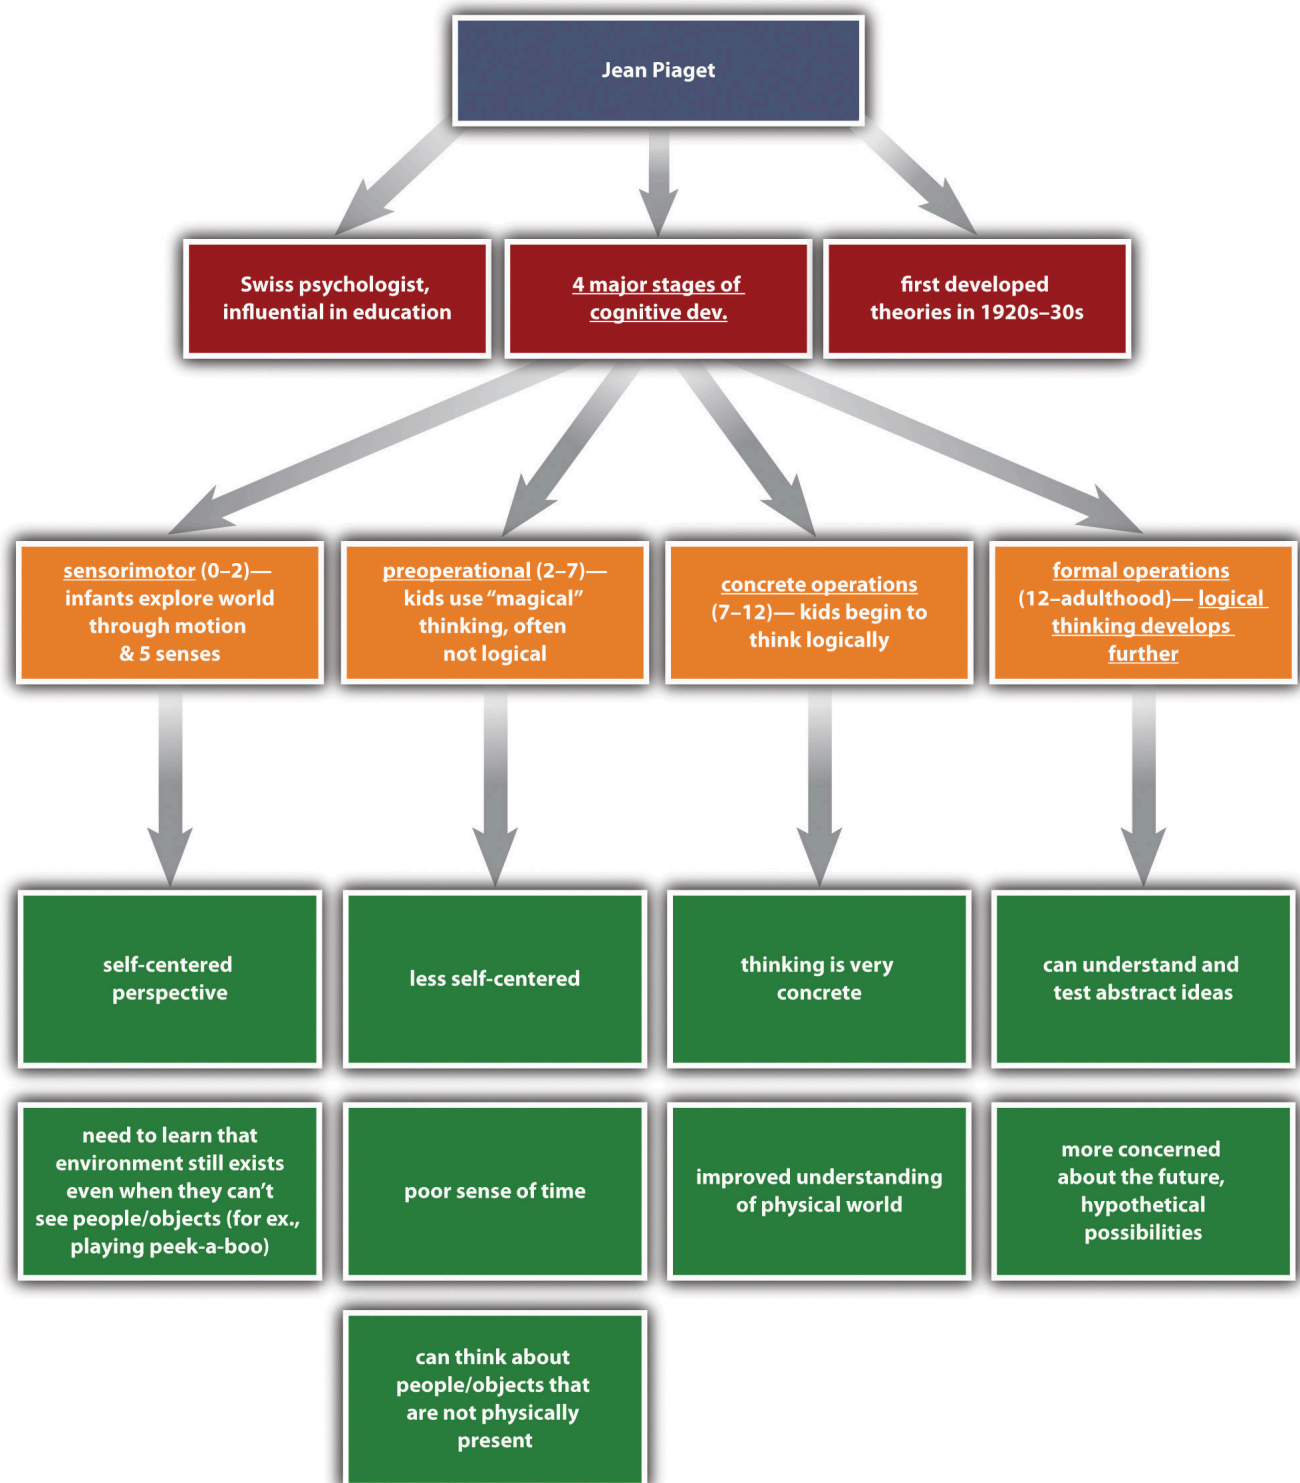 Jean Piaget
Swiss psychologist,
influential in education
4 major stages of
cognitive dev.
first developed
theories in 1920s–30s
sensorimotor (0–2)—
infants explore world
through motion
& 5 senses
preoperational (2–7)—
kids use “magical”
thinking, often
not logical
concrete operations
(7–12)— kids begin to
think logically
formal operations
(12–adulthood)— logical
thinking develops
further
self-centered
perspective
less self-centered
thinking is very
concrete
can understand and
test abstract ideas
need to learn that
environment still exists
even when they can’t
see people/objects (for ex.,
playing peek-a-boo)
poor sense of time
improved understanding
of physical world
more concerned
about the future,
hypothetical
possibilities
can think about
people/objects that
are not physically
present